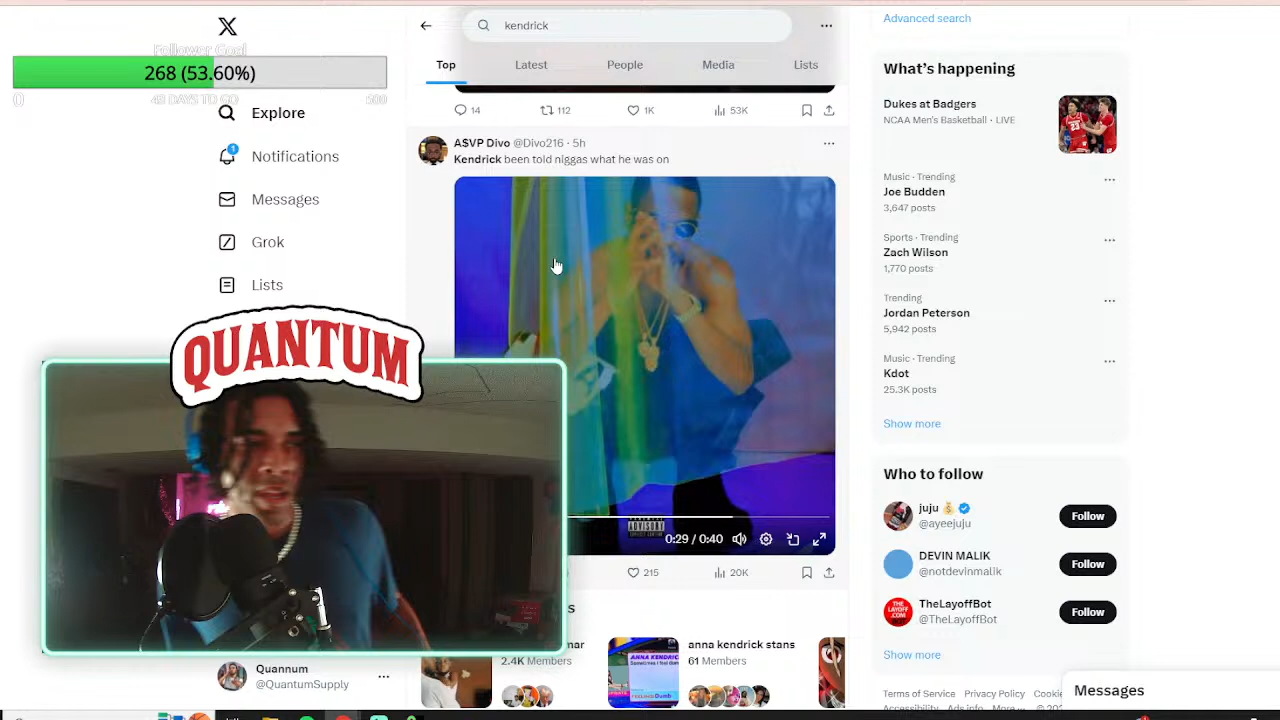 Follower Goal
268 (53.60%)
0
500
Explore
1
Notifications
Messages
Grok
Lists
QUANTUM
Quannum
@QuantumSupply
kendrick
Top
Latest
People
Media
Lists
14
112
1K
53K
A$VP Divo @Divo216 · 5h
Kendrick been told niggas what he was on
0:29 / 0:40
215
20K
2.4K Members
anna kendrick stans
61 Members
Advanced search
What's happening
Dukes at Badgers
NCAA Men's Basketball · LIVE
Music · Trending
Joe Budden
3,647 posts
Sports · Trending
Zach Wilson
1,770 posts
Trending
Jordan Peterson
5,942 posts
Music · Trending
Kdot
25.3K posts
Show more
Who to follow
juju
@ayeejuju
Follow
DEVIN MALIK
@notdevinmalik
Follow
TheLayoffBot
@TheLayoffBot
Follow
Show more
Terms of Service Privacy Policy
Messages